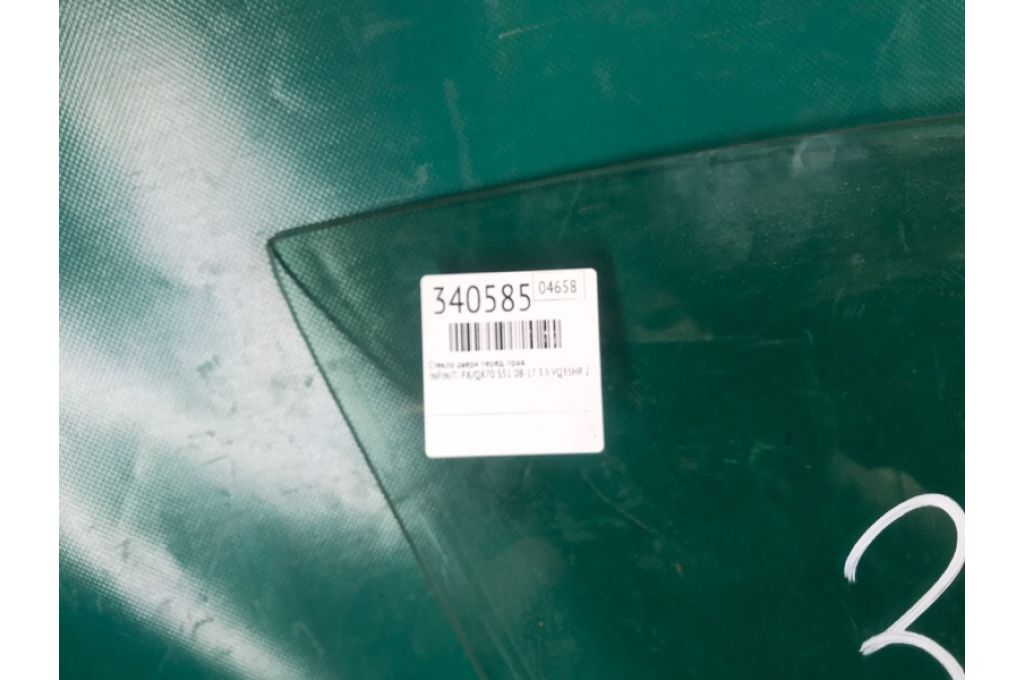 340585 04658
Стекло двери перед. прав.
INFINITI FX/QX70 S51 08-17 3.5 VQ35HR 2
3